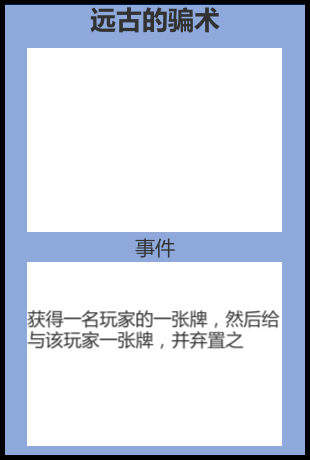 远古的骗术
事件
获得一名玩家的一张牌，然后给
与该玩家一张牌，并弃置之